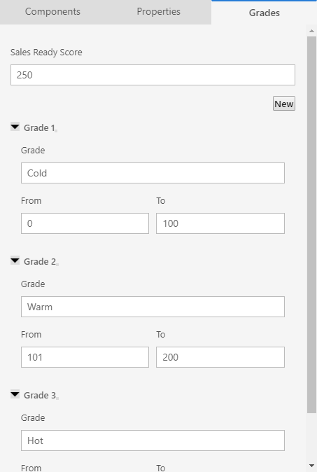 Components Properties Grades
Sales Ready Score
250
New
Grade 1.
Grade
Cold
From To
0 100
Grade 2.
Grade
Warm
From To
101 200
Grade 3.
Grade
Hot
From To